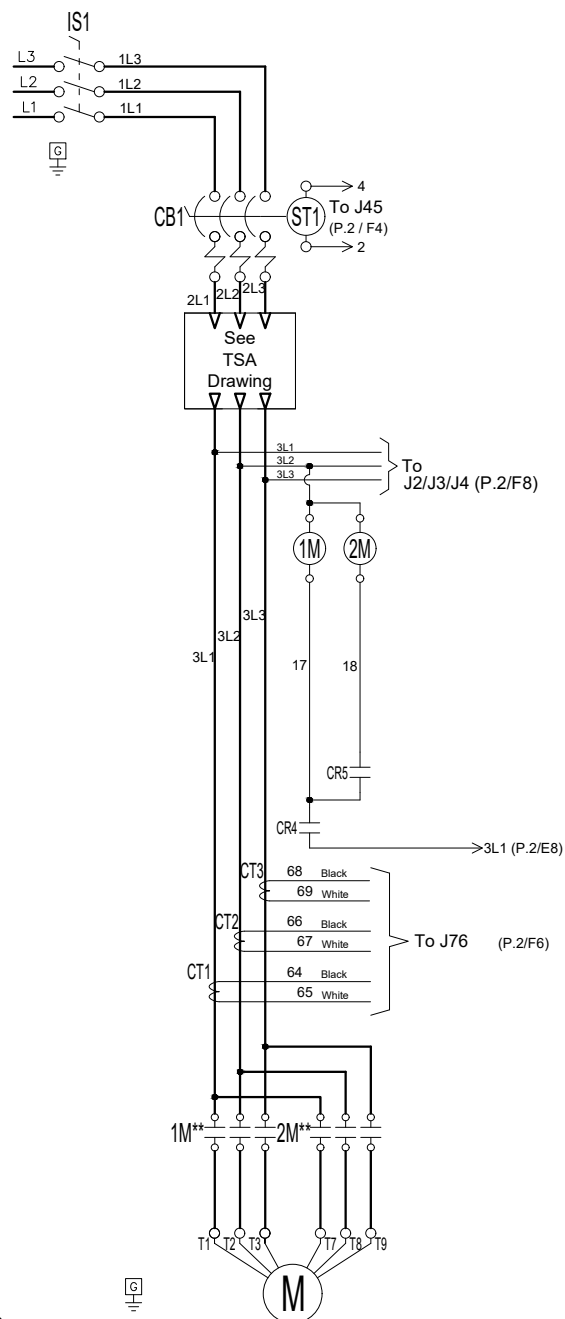 IS1
L3 1L3
L2 1L2
L1 1L1
G
4
CB1 ST1 To J45
(P.2 / F4)
2
2L1 2L2 2L3
See
TSA
Drawing
3L1
3L2
3L3
To
J2/J3/J4 (P.2/F8)
1M 2M
3L3
3L2
3L1
17 18
CR5
CR4
3L1 (P.2/E8)
CT3 68 Black
69 White
CT2 66 Black
67 White
To J76 (P.2/F6)
CT1 64 Black
65 White
1M** 2M**
T1 T2 T3 T7 T8 T9
G
M